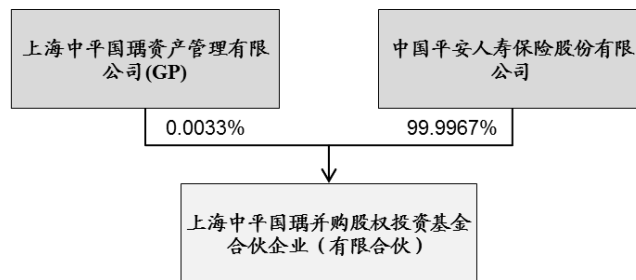 上海中平国瑀资产管理有限
公司(GP)
中国平安人寿保险股份有限
公司
0.0033%
99.9967%
上海中平国瑀并购股权投资基金
合伙企业（有限合伙）